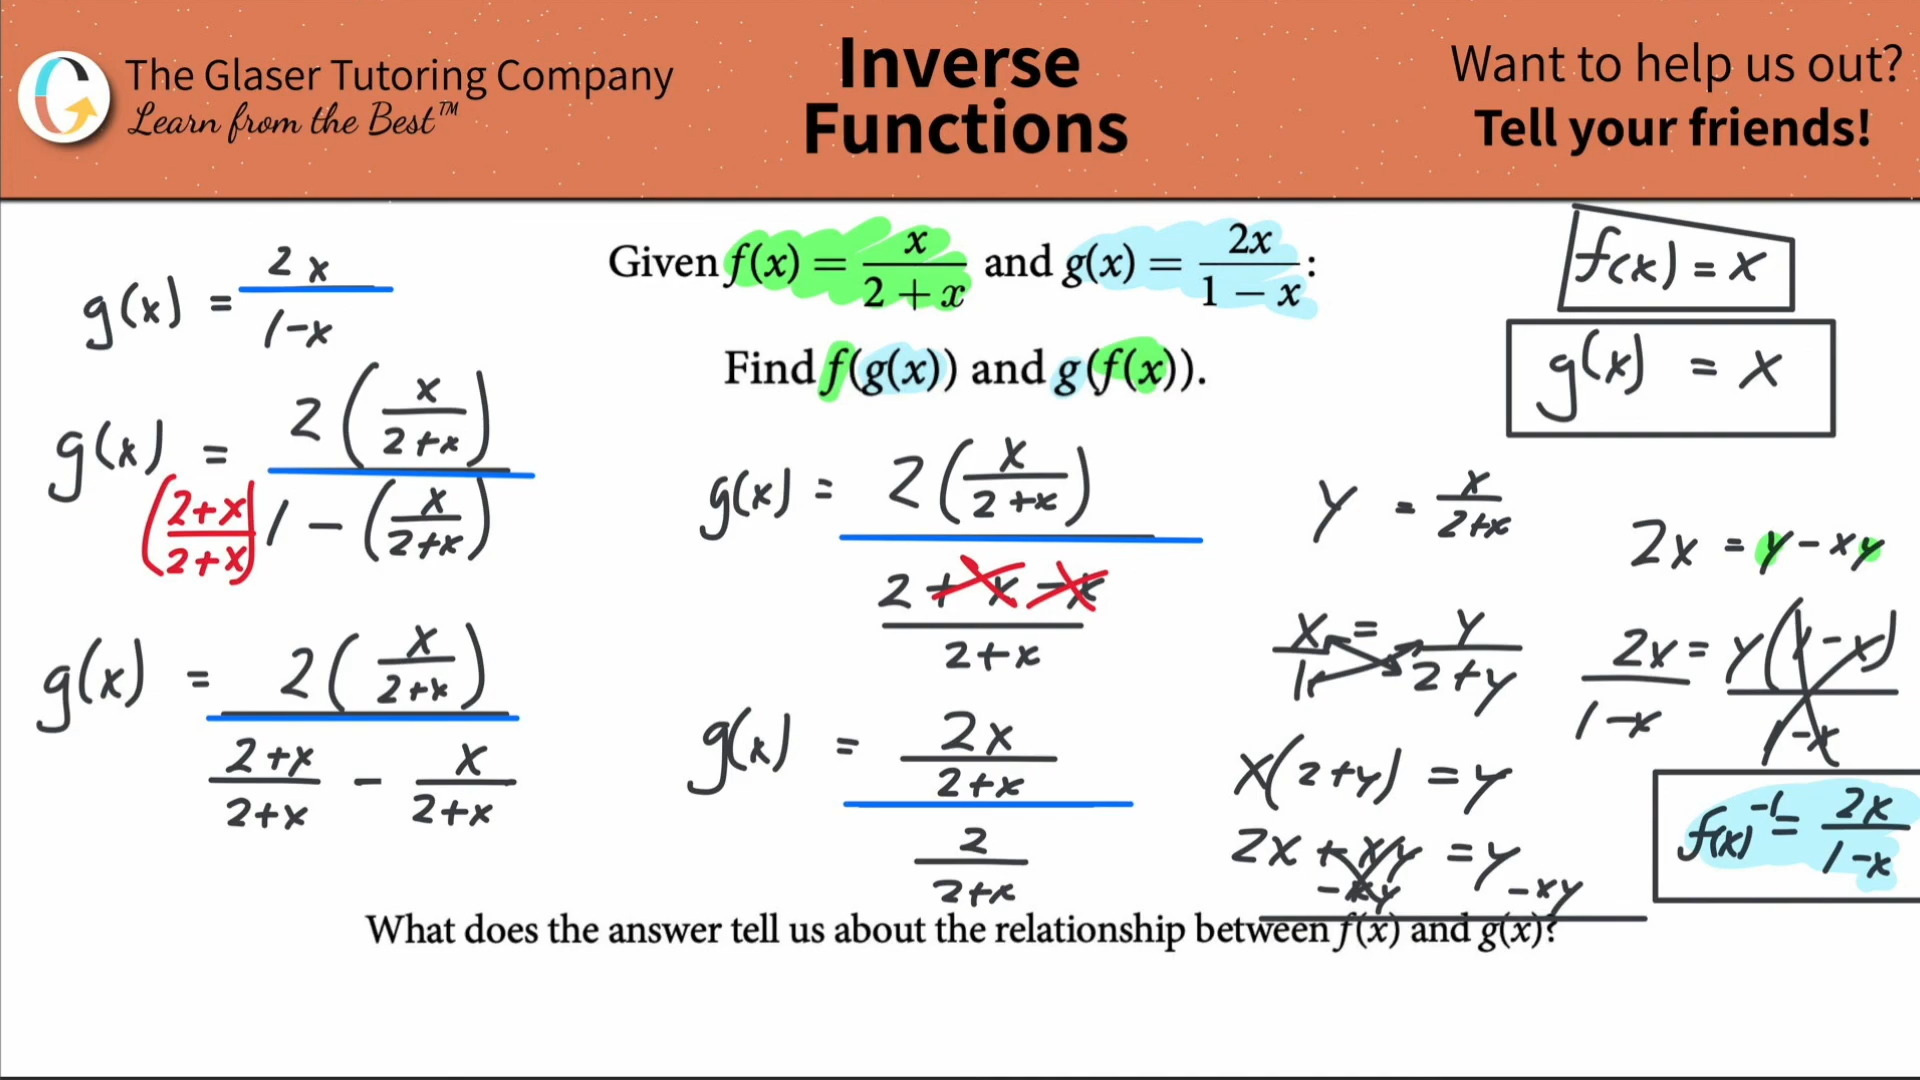 The Glaser Tutoring Company
Learn from the Best™
Inverse
Functions
Want to help us out?
Tell your friends!
Given f(x) = x/(2 + x) and g(x) = 2x/(1 − x):
Find f(g(x)) and g(f(x)).
g(x) = 2x/(1-x)
g(x) = 2(x/(2+x)) / ((2+x)/(2+x)) 1 - (x/(2+x))
g(x) = 2(x/(2+x)) / ((2+x)/(2+x) - x/(2+x))
g(x) = 2(x/(2+x)) / ((2+x-x)/(2+x))
g(x) = (2x/(2+x)) / (2/(2+x))
f(x) = x
g(x) = x
y = x/(2+x)
x/1 = y/(2+y)
x(2+y) = y
2x + xy = y
-xy -xy
2x = y - xy
2x/(1-x) = y(1-x)/(1-x)
f(x)⁻¹ = 2x/(1-x)
What does the answer tell us about the relationship between f(x) and g(x)?